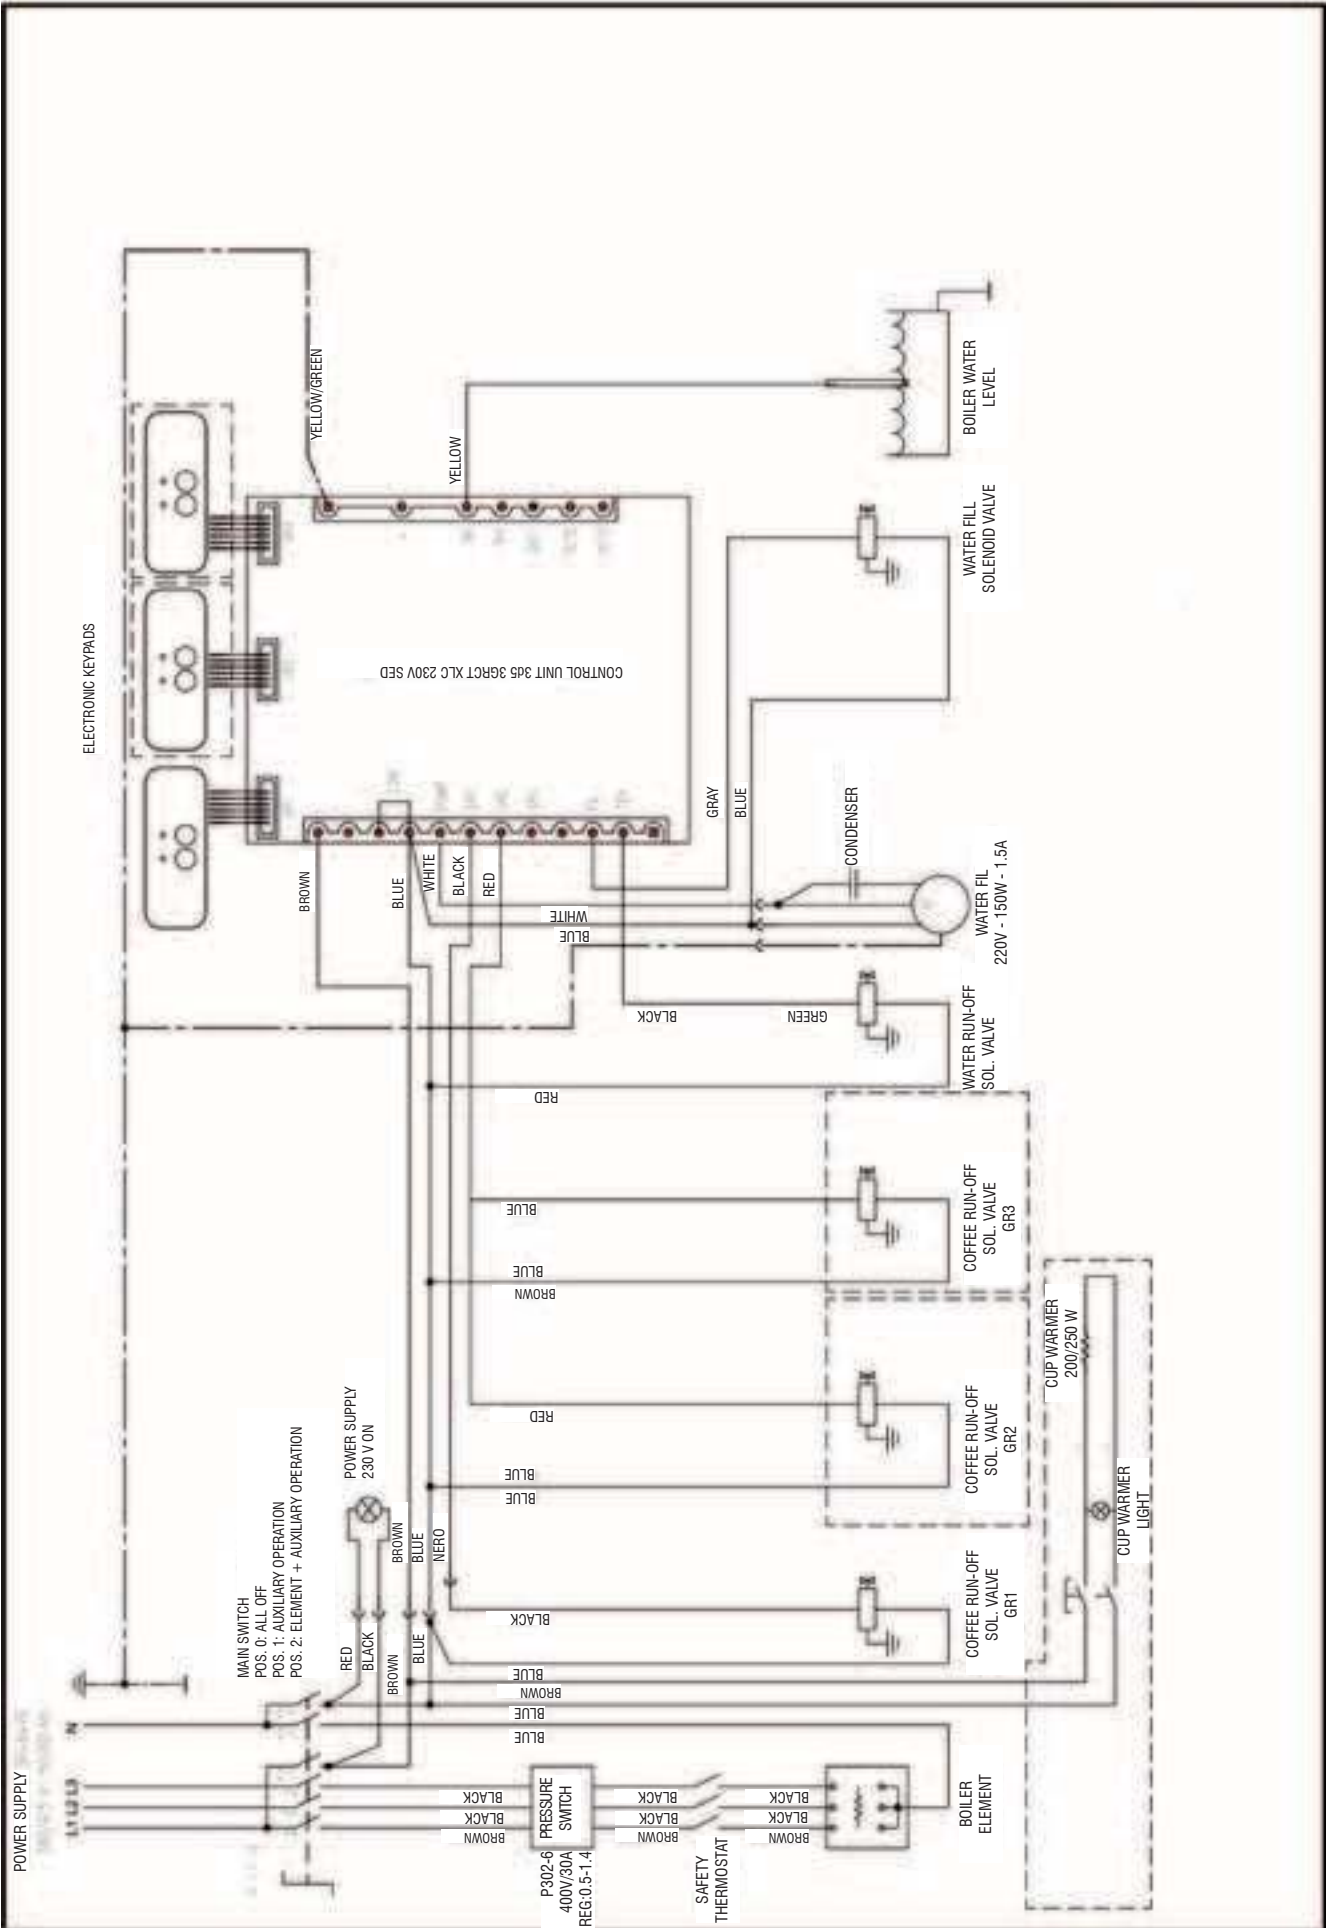 POWER SUPPLY
L1 L2 L3
N
MAIN SWITCH
POS. 0: ALL OFF
POS. 1: AUXILIARY OPERATION
POS. 2: ELEMENT + AUXILIARY OPERATION
POWER SUPPLY
230 V ON
ELECTRONIC KEYPADS
RED
BLACK
BROWN
BLUE
BROWN
BLUE
NERO
BROWN
BLUE
WHITE
BLACK
RED
YELLOW/GREEN
YELLOW
CONTROL UNIT 3d5 3GRCT XLC 230V SED
GRAY
BLUE
WHITE
BLUE
CONDENSER
BLACK
GREEN
RED
BLUE
BLUE
BROWN
RED
BLUE
BLUE
BLACK
BLUE
BROWN
BLUE
BLUE
BLACK
BLACK
BROWN
P302-6
400V/30A
REG:0.5-1.4
PRESSURE
SWITCH
BLACK
BLACK
BROWN
SAFETY
THERMOSTAT
BLACK
BLACK
BROWN
BOILER
ELEMENT
COFFEE RUN-OFF
SOL. VALVE
GR1
COFFEE RUN-OFF
SOL. VALVE
GR2
COFFEE RUN-OFF
SOL. VALVE
GR3
WATER RUN-OFF
SOL. VALVE
WATER FIL
220V - 150W - 1.5A
WATER FILL
SOLENOID VALVE
BOILER WATER
LEVEL
CUP WARMER
200/250 W
CUP WARMER
LIGHT